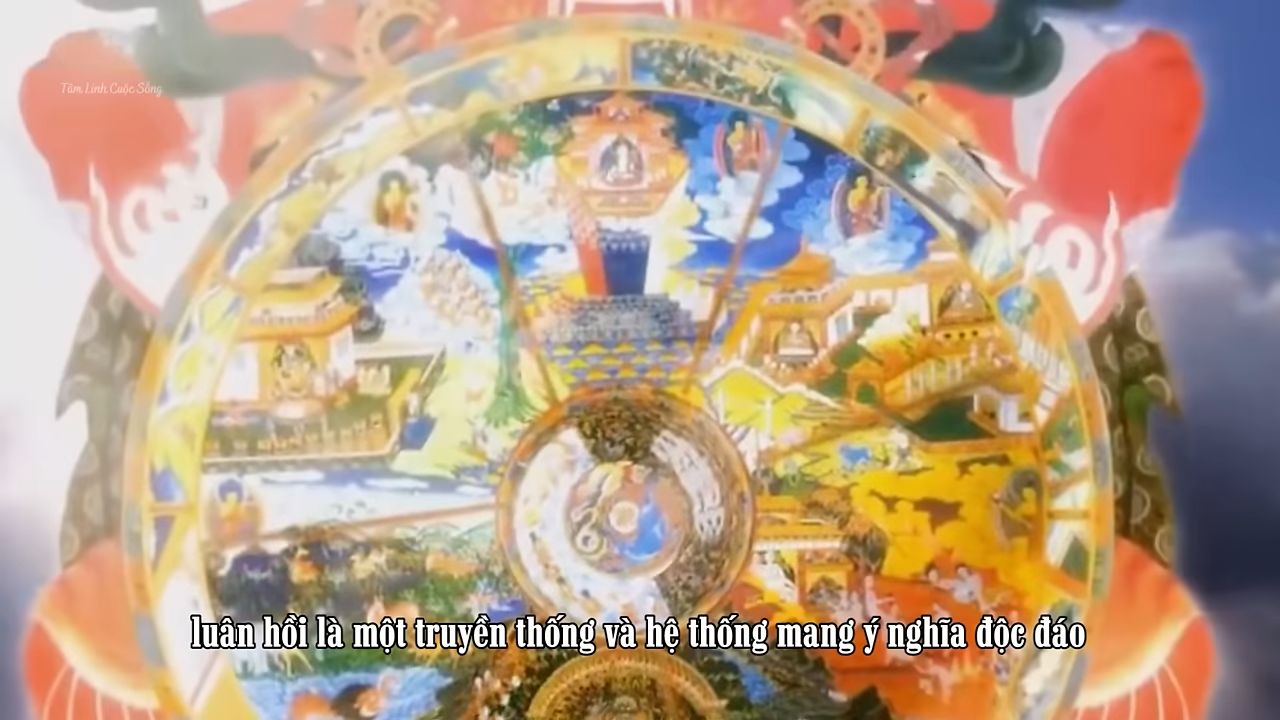 Tâm Linh Cuộc Sống
luân hồi là một truyền thống và hệ thống mang ý nghĩa độc đáo